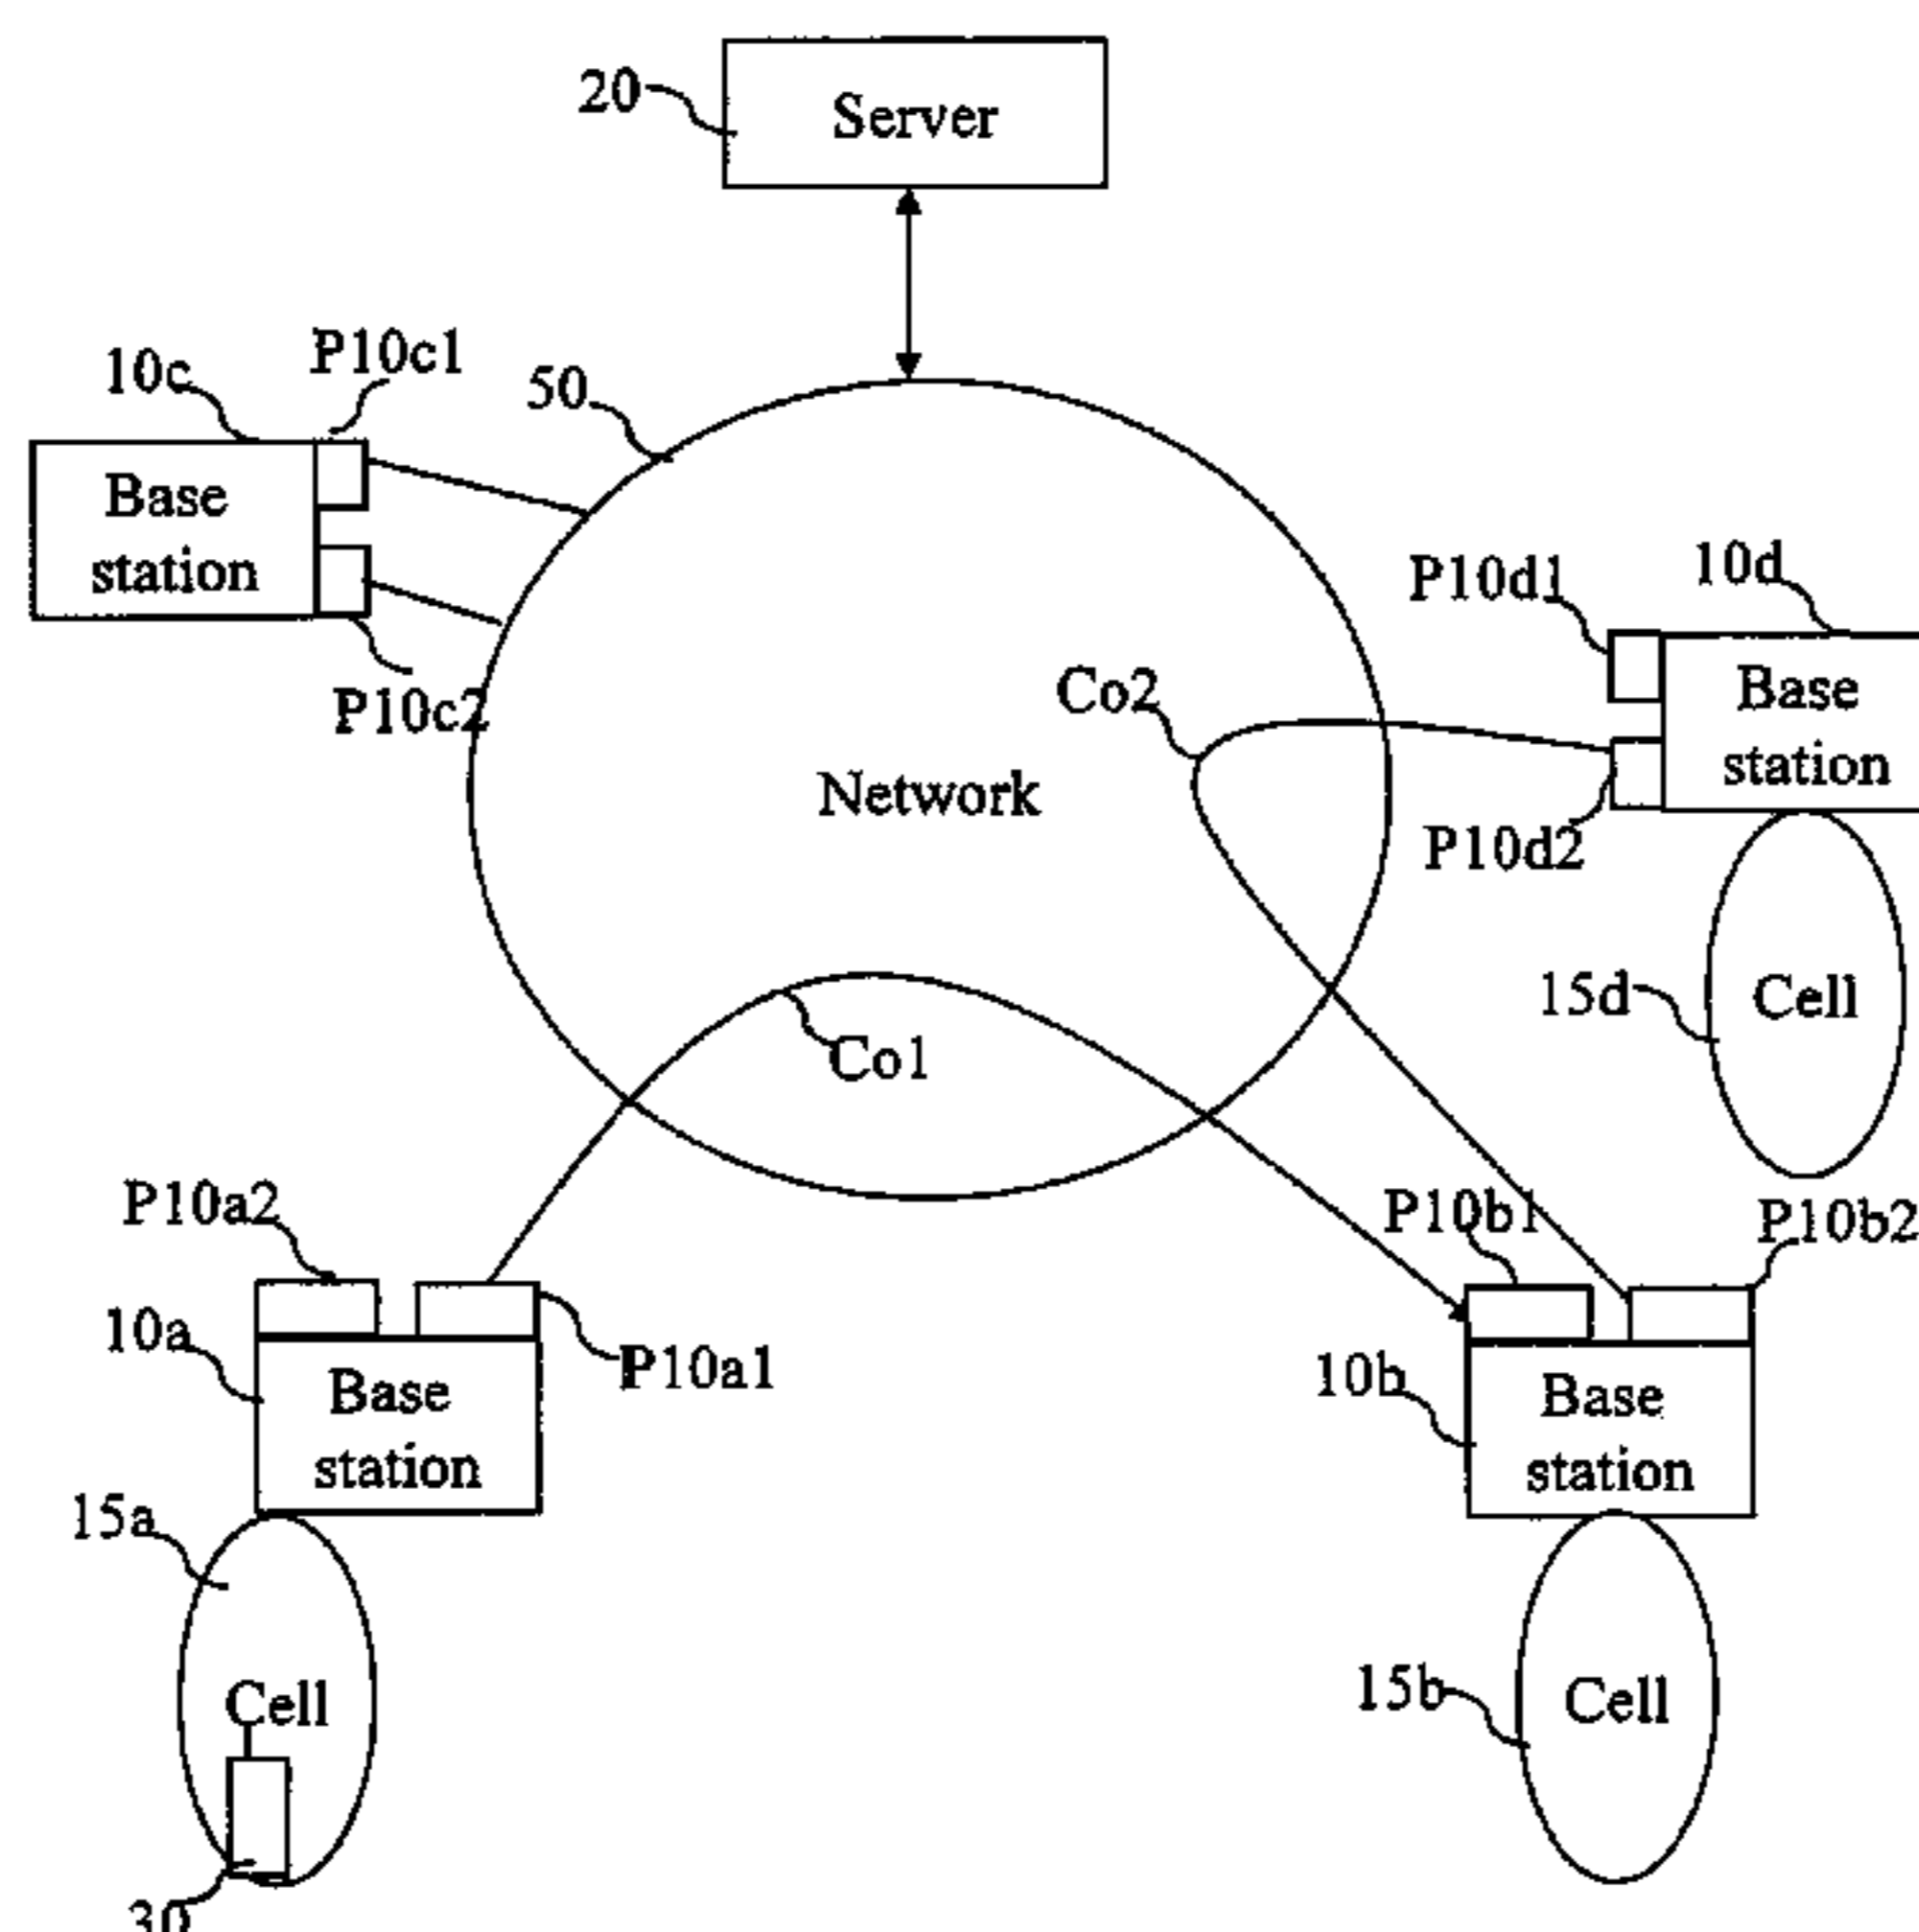 20
Server
10c
P10c1
50
Base
station
P10c2
P10d1
10d
Base
station
Co2
Network
P10d2
15d
Cell
Co1
P10a2
P10b1
P10b2
10a
P10a1
Base
station
10b
Base
station
15a
Cell
15b
Cell
30